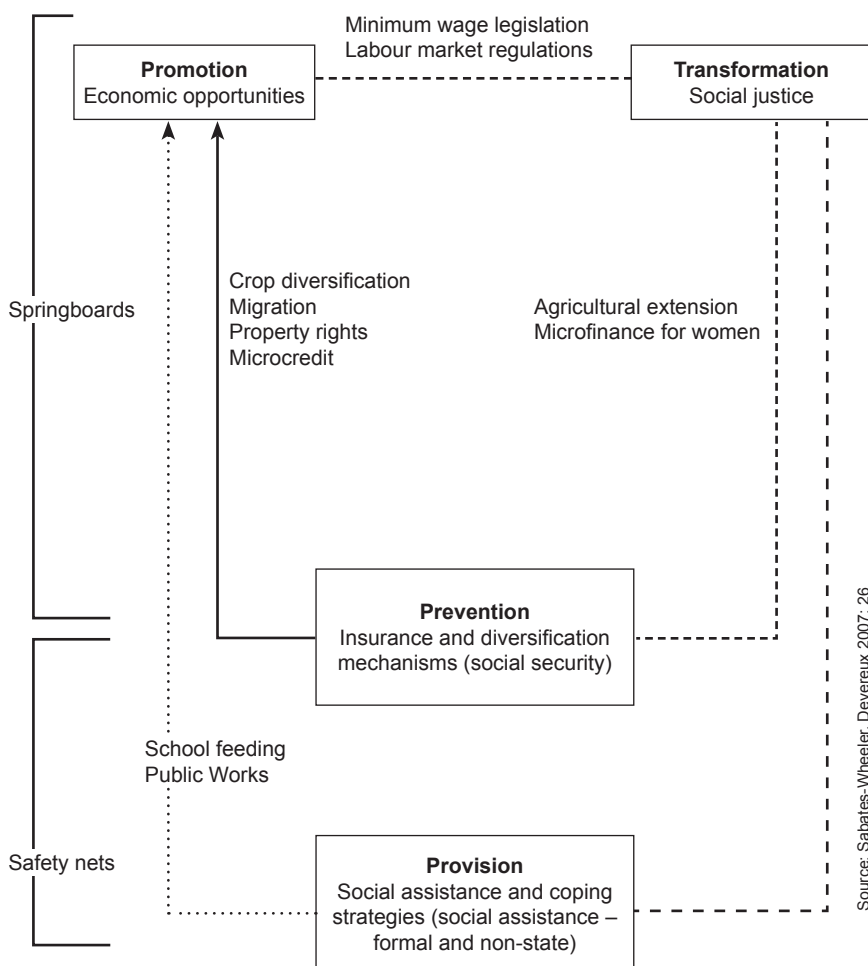 Minimum wage legislation
Labour market regulations
Promotion
Economic opportunities
Transformation
Social justice
Crop diversification
Migration
Property rights
Microcredit
Agricultural extension
Microfinance for women
Springboards
Prevention
Insurance and diversification
mechanisms (social security)
School feeding
Public Works
Safety nets
Provision
Social assistance and coping
strategies (social assistance –
formal and non-state)
Source: Sabates-Wheeler, Devereux 2007: 26